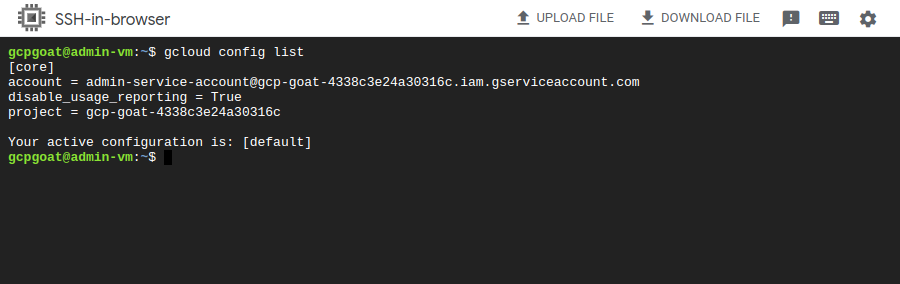 SSH-in-browser
UPLOAD FILE
DOWNLOAD FILE
gcpgoat@admin-vm:~$ gcloud config list
[core]
account = admin-service-account@gcp-goat-4338c3e24a30316c.iam.gserviceaccount.com
disable_usage_reporting = True
project = gcp-goat-4338c3e24a30316c
Your active configuration is: [default]
gcpgoat@admin-vm:~$